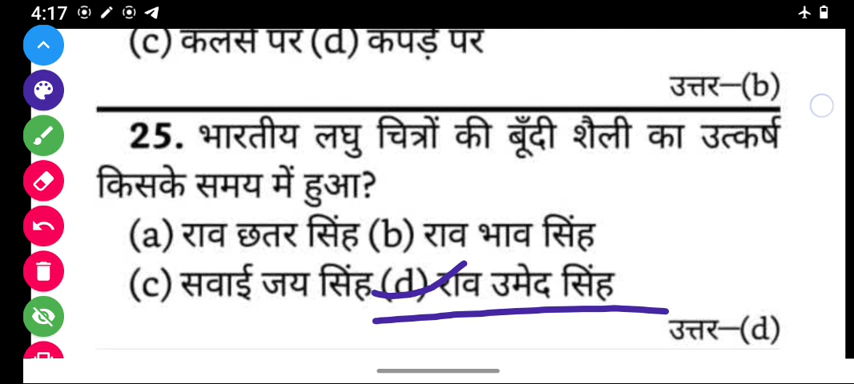 4:17
(c) कलसे पर (d) कपड़े पर
उत्तर–(b)
25. भारतीय लघु चित्रों की बूँदी शैली का उत्कर्ष
किसके समय में हुआ?
(a) राव छतर सिंह (b) राव भाव सिंह
(c) सवाई जय सिंह (d) राव उमेद सिंह
उत्तर–(d)